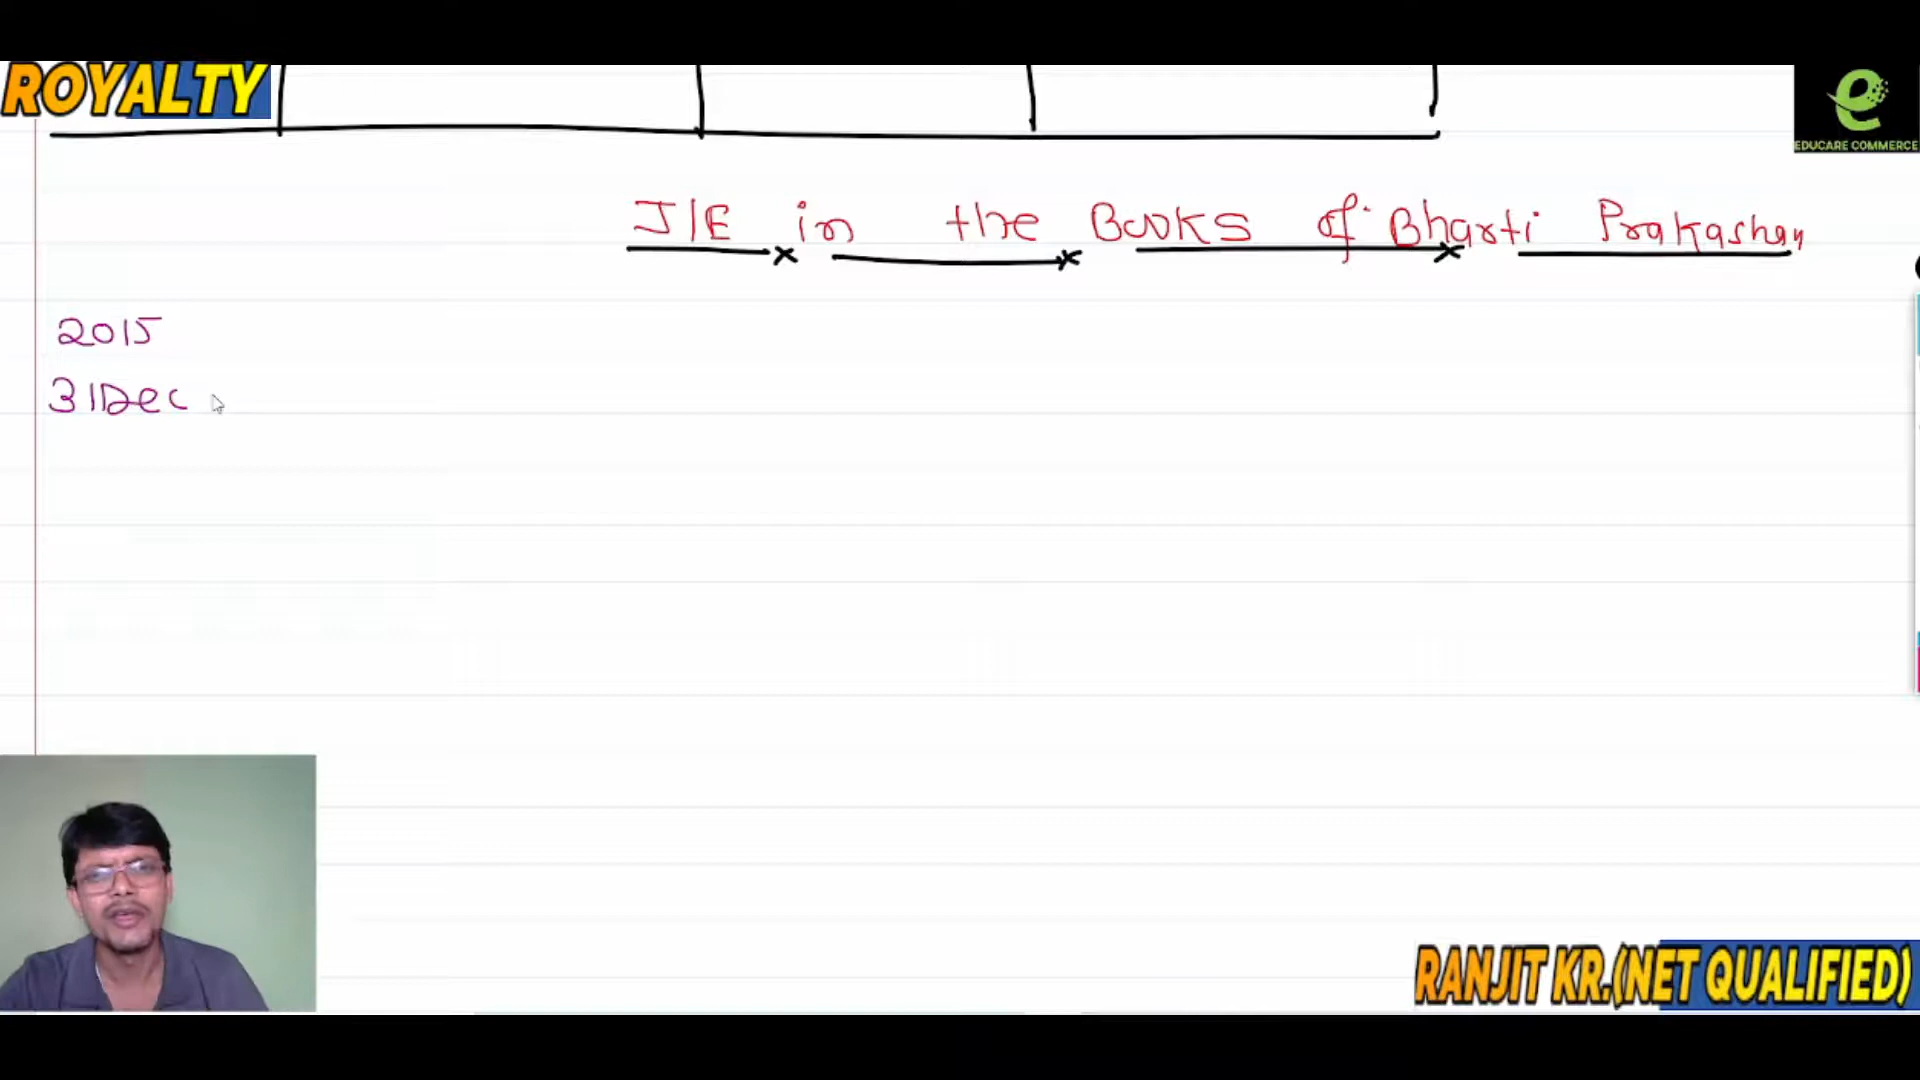 ROYALTY
EDUCARE COMMERCE
J/E in the Books of Bharti Prakashan
2015
31 Dec
RANJIT KR.(NET QUALIFIED)